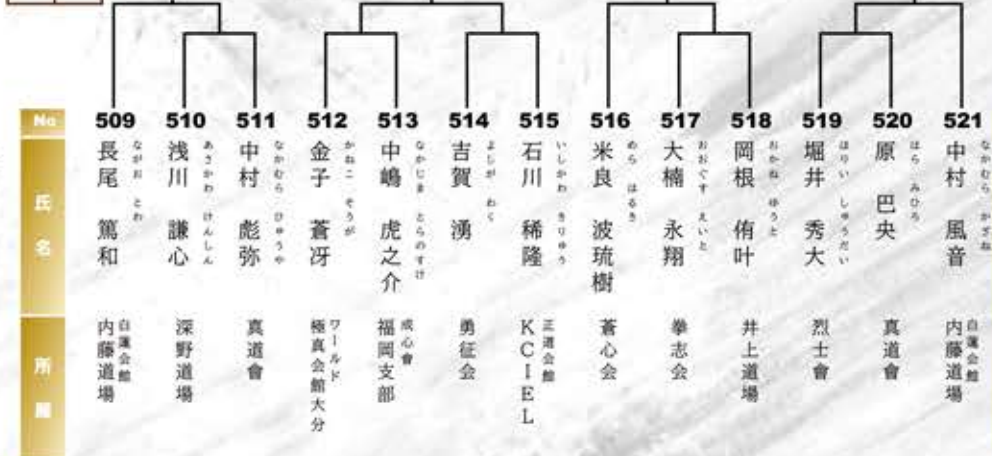 No 509 510 511 512 513 514 515 516 517 518 519 520 521
氏名
長尾 篤和
ながお とわ
浅川 謙心
あさかわ けんしん
中村 彪弥
なかむら ひゅうや
金子 蒼冴
かねこ そうが
中嶋 虎之介
なかじま とらのすけ
吉賀 湧
よしが わく
石川 稀隆
いしかわ きりゅう
米良 波琉樹
めら はるき
大楠 永翔
おおぐす えいと
岡根 侑叶
おかね ゆうと
堀井 秀大
ほりい しゅうだい
原 巴央
はら みひろ
中村 風音
なかむら かざね
所属
白蓮会館
内藤道場
深野道場
真道會
ワールド
極真会館大分
成心會
福岡支部
勇征会
正道会館
KCIEL
蒼心会
拳志会
井上道場
烈士會
真道會
白蓮会館
内藤道場